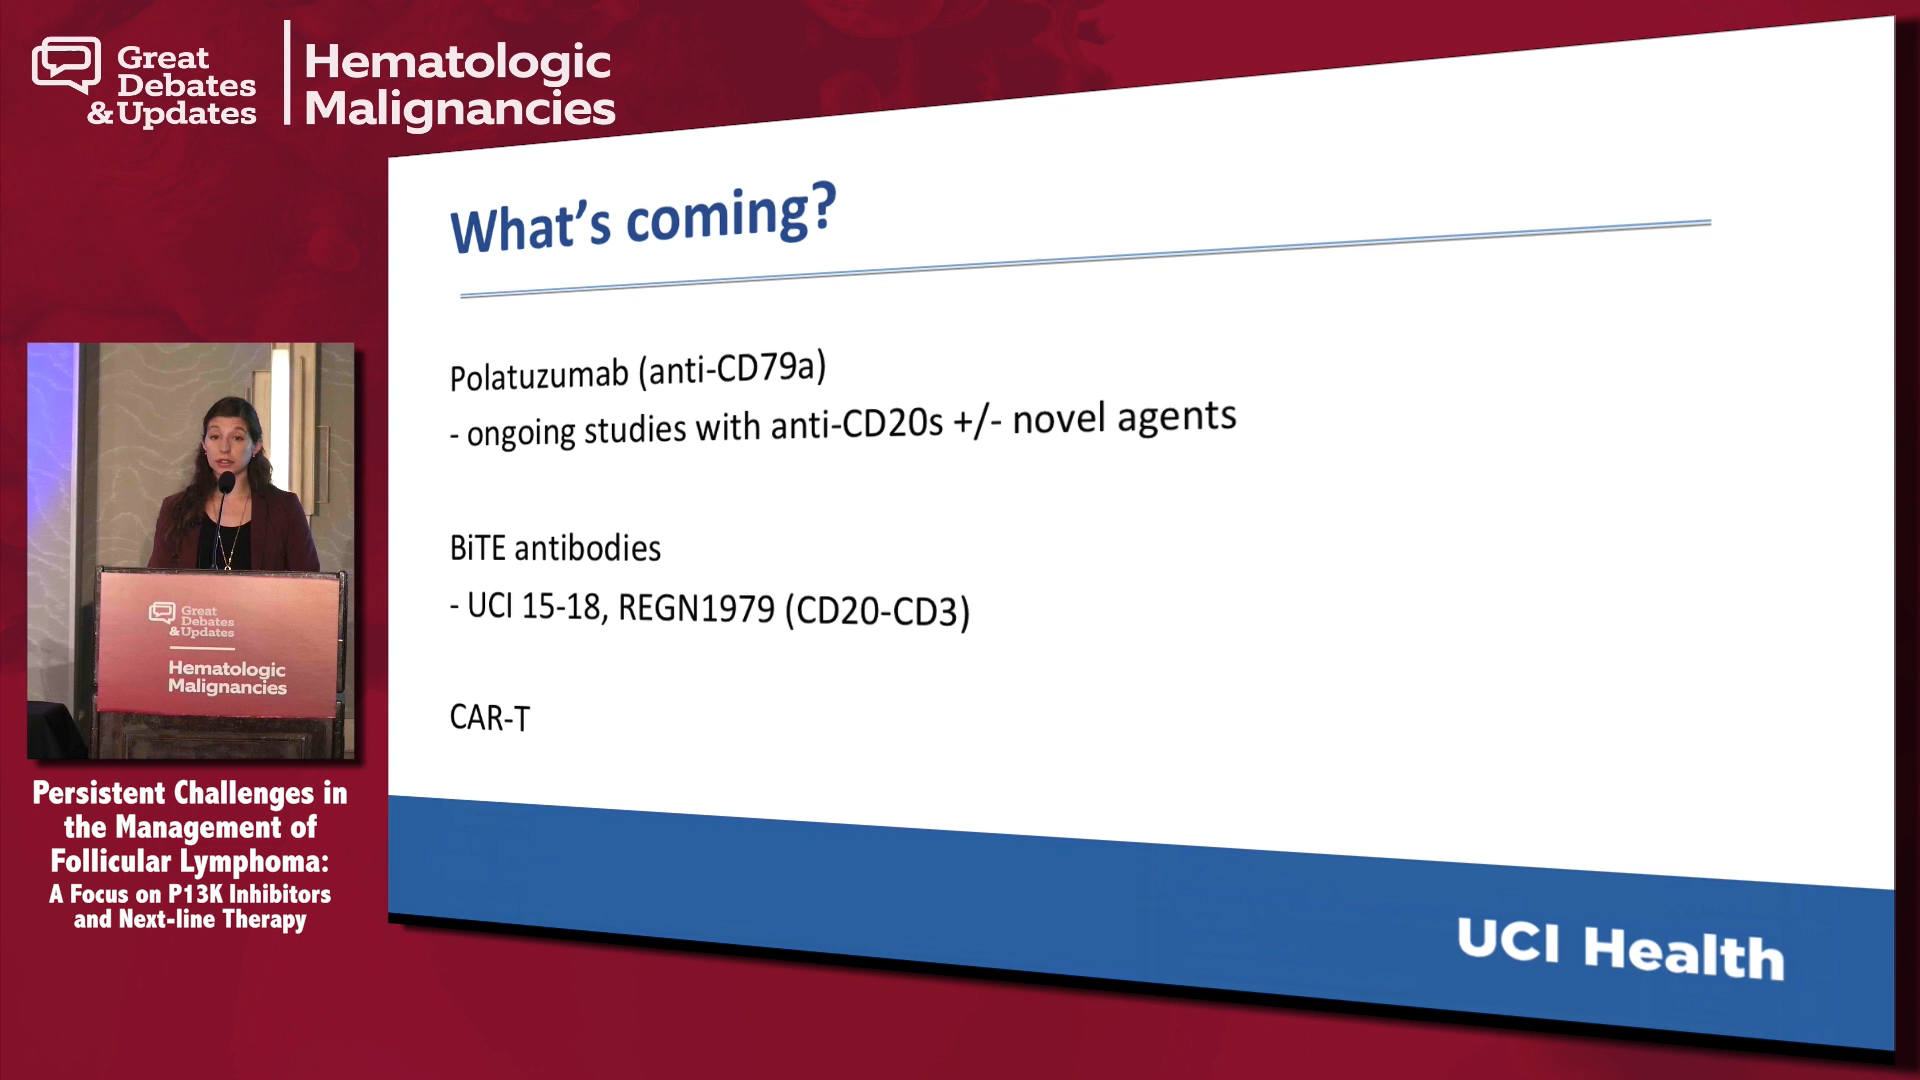 Great
Debates
&Updates
Hematologic
Malignancies
What's coming?
Polatuzumab (anti-CD79a)
- ongoing studies with anti-CD20s +/- novel agents
BiTE antibodies
- UCI 15-18, REGN1979 (CD20-CD3)
CAR-T
UCI Health
Great
Debates
&Updates
Hematologic
Malignancies
Persistent Challenges in
the Management of
Follicular Lymphoma:
A Focus on P13K Inhibitors
and Next-line Therapy